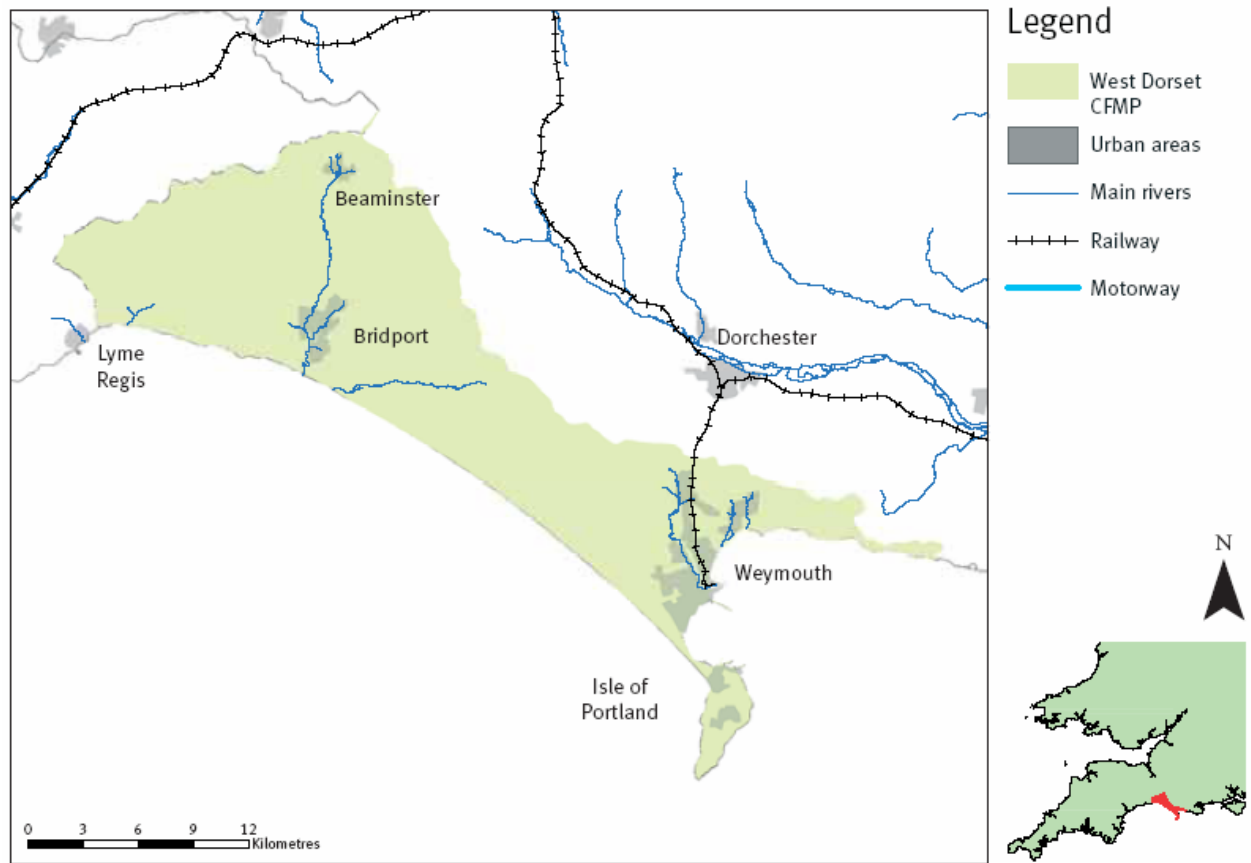 Legend
West Dorset
CFMP
Urban areas
Main rivers
Railway
Motorway
Beaminster
Bridport
Dorchester
Lyme
Regis
Weymouth
Isle of
Portland
N
0 3 6 9 12
Kilometres